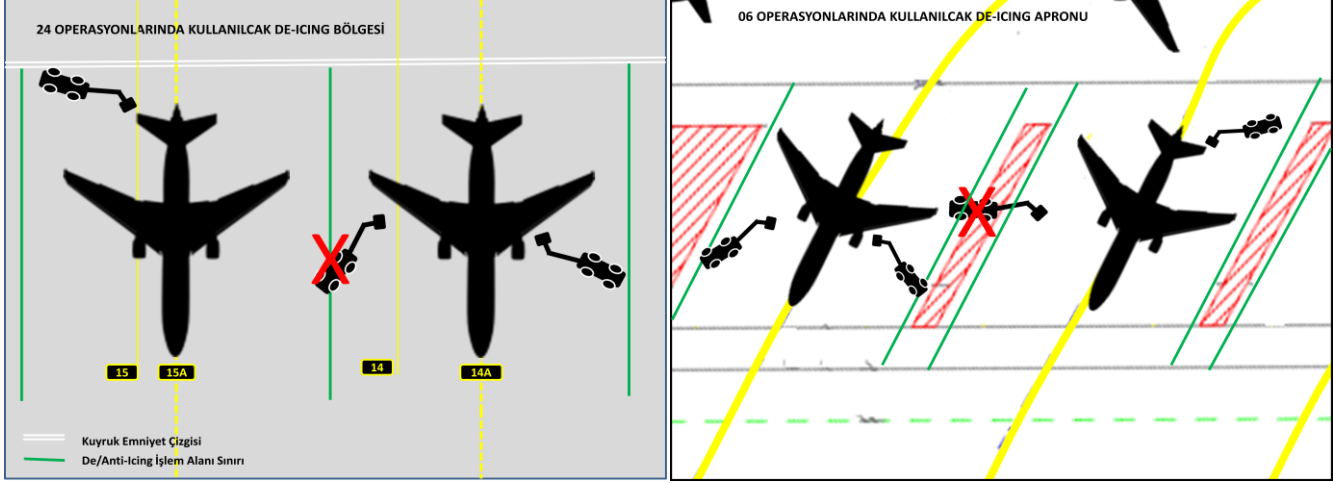 24 OPERASYONLARINDA KULLANILCAK DE-ICING BÖLGESİ
15
15A
14
14A
Kuyruk Emniyet Çizgisi
De/Anti-Icing İşlem Alanı Sınırı
06 OPERASYONLARINDA KULLANILCAK DE-ICING APRONU